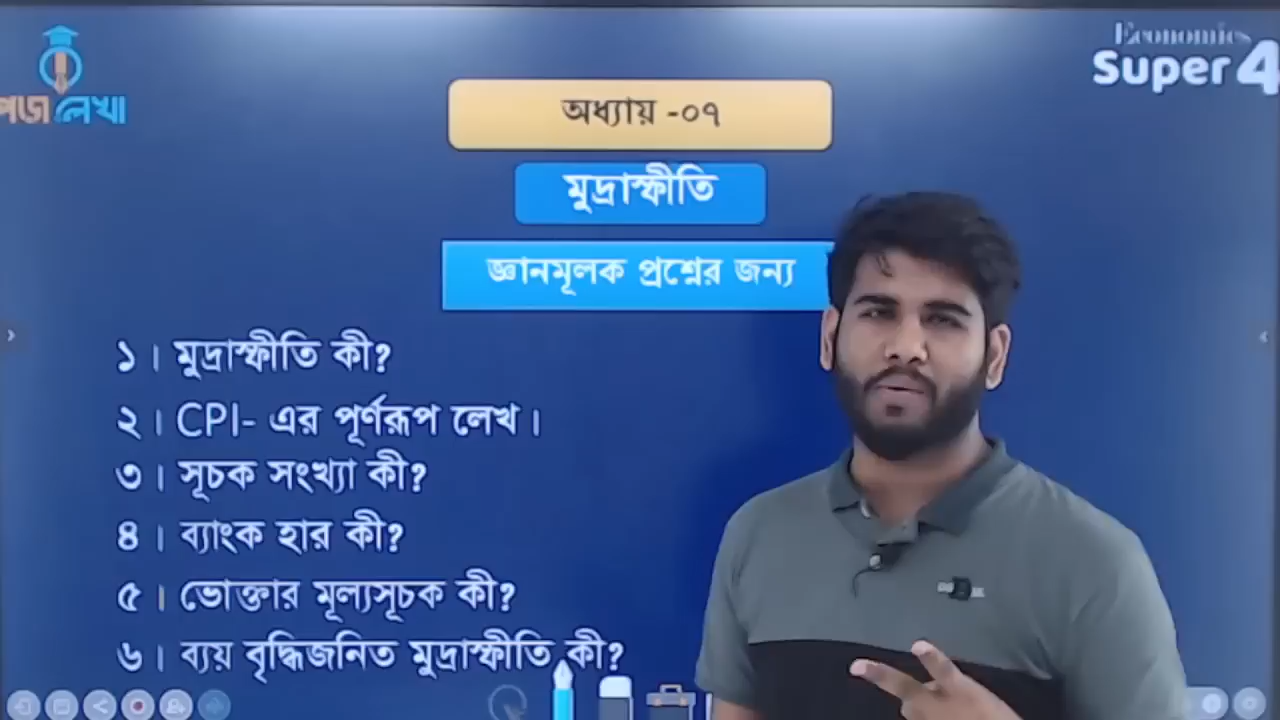 পড়া লেখা
Economics
Super 4
অধ্যায় -০৭
মুদ্রাস্ফীতি
জ্ঞানমূলক প্রশ্নের জন্য
১। মুদ্রাস্ফীতি কী?
২। CPI- এর পূর্ণরূপ লেখ।
৩। সূচক সংখ্যা কী?
৪। ব্যাংক হার কী?
৫। ভোক্তার মূল্যসূচক কী?
৬। ব্যয় বৃদ্ধিজনিত মুদ্রাস্ফীতি কী?